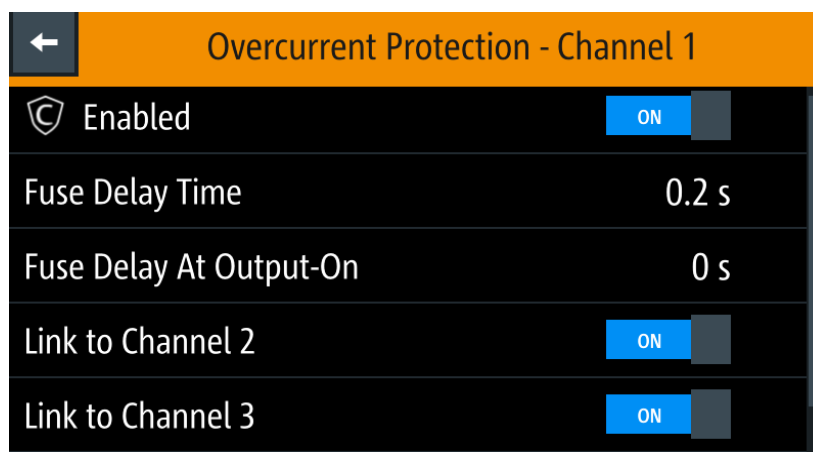 Overcurrent Protection - Channel 1
C Enabled ON
Fuse Delay Time 0.2 s
Fuse Delay At Output-On 0 s
Link to Channel 2 ON
Link to Channel 3 ON